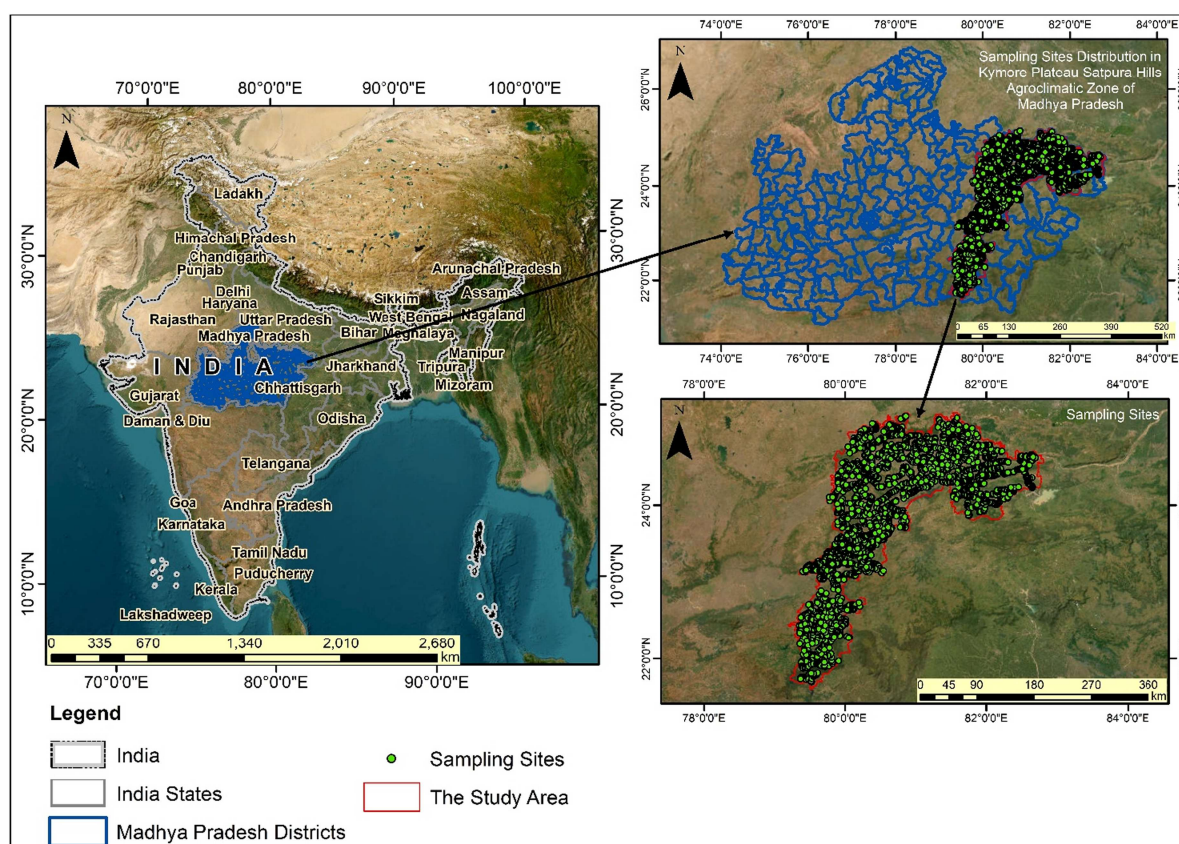 70°0'0"E 80°0'0"E 90°0'0"E 100°0'0"E
N
30°0'0"N
20°0'0"N
10°0'0"N
Ladakh
Himachal Pradesh
Chandigarh
Punjab
Delhi
Haryana
Rajasthan
Uttar Pradesh
Madhya Pradesh
INDIA
Gujarat
Daman & Diu
Arunachal Pradesh
Sikkim
Assam
West Bengal
Nagaland
Bihar
Meghalaya
Manipur
Jharkhand
Tripura
Mizoram
Chhattisgarh
Odisha
Telangana
Goa
Andhra Pradesh
Karnataka
Tamil Nadu
Puducherry
Kerala
Lakshadweep
30°0'0"N
20°0'0"N
10°0'0"N
0 335 670 1,340 2,010 2,680
km
70°0'0"E 80°0'0"E 90°0'0"E
74°0'0"E 76°0'0"E 78°0'0"E 80°0'0"E 82°0'0"E 84°0'0"E
N
Sampling Sites Distribution in
Kymore Plateau Satpura Hills
Agroclimatic Zone of
Madhya Pradesh
26°0'0"N
24°0'0"N
22°0'0"N
0 65 130 260 390 520
km
74°0'0"E 76°0'0"E 78°0'0"E 80°0'0"E 82°0'0"E 84°0'0"E
78°0'0"E 80°0'0"E 82°0'0"E 84°0'0"E
N
Sampling Sites
24°0'0"N
22°0'0"N
24°0'0"N
22°0'0"N
0 45 90 180 270 360
km
78°0'0"E 80°0'0"E 82°0'0"E 84°0'0"E
Legend
India
India States
Madhya Pradesh Districts
Sampling Sites
The Study Area